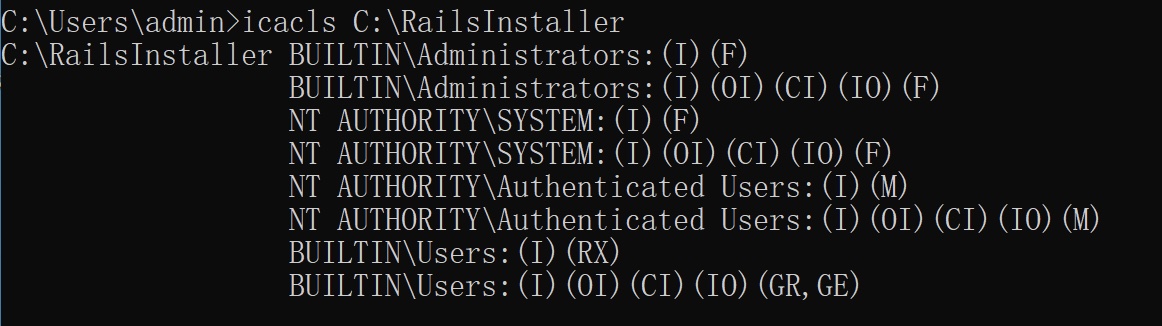 C:\Users\admin>icacls C:\RailsInstaller
C:\RailsInstaller BUILTIN\Administrators:(I)(F)
BUILTIN\Administrators:(I)(OI)(CI)(IO)(F)
NT AUTHORITY\SYSTEM:(I)(F)
NT AUTHORITY\SYSTEM:(I)(OI)(CI)(IO)(F)
NT AUTHORITY\Authenticated Users:(I)(M)
NT AUTHORITY\Authenticated Users:(I)(OI)(CI)(IO)(M)
BUILTIN\Users:(I)(RX)
BUILTIN\Users:(I)(OI)(CI)(IO)(GR,GE)